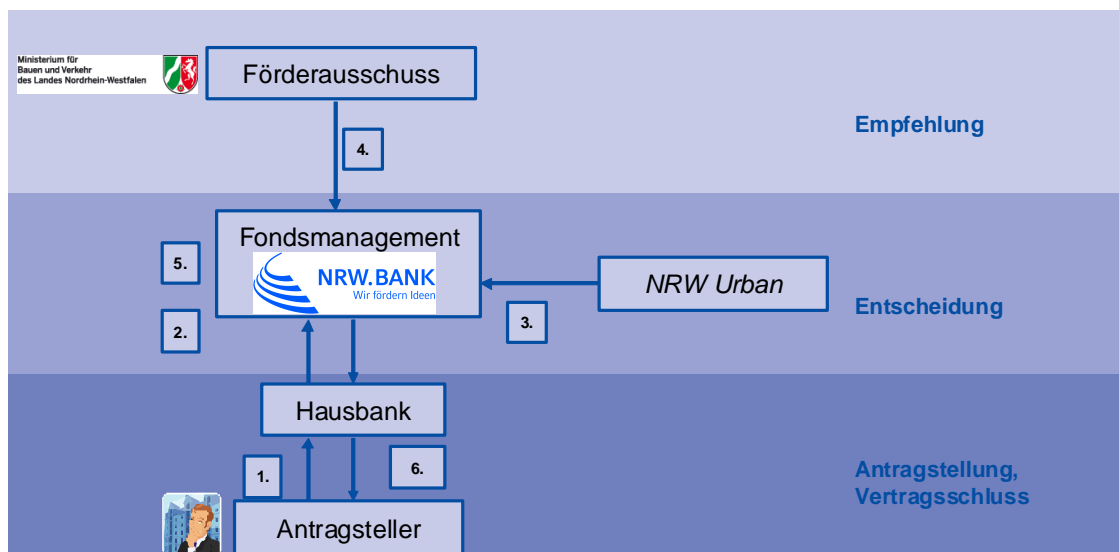 Ministerium für
Bauen und Verkehr
des Landes Nordrhein-Westfalen
Förderausschuss
Empfehlung
4.
Fondsmanagement
NRW.BANK
Wir fördern Ideen
5.
2.
3.
NRW Urban
Entscheidung
Hausbank
1.
6.
Antragsteller
Antragstellung,
Vertragsschluss